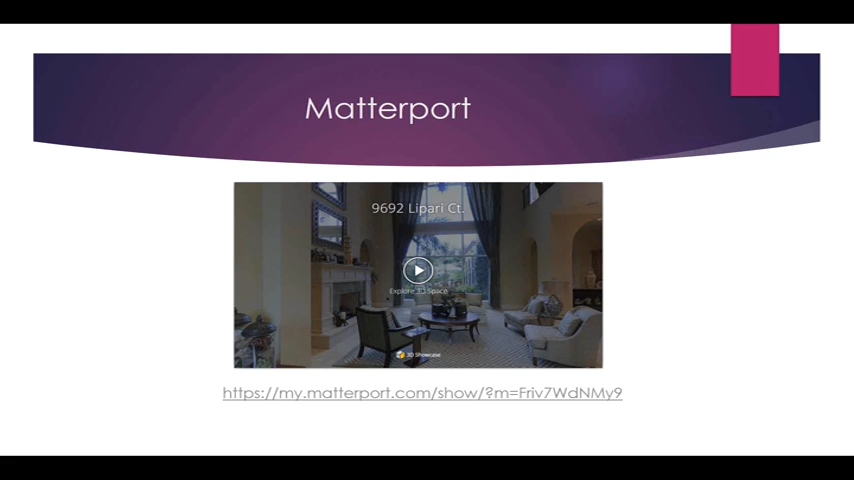 Matterport
9692 Lipari Ct.
Explore 3D Space
3D Showcase
https://my.matterport.com/show/?m=Friv7WdNMy9